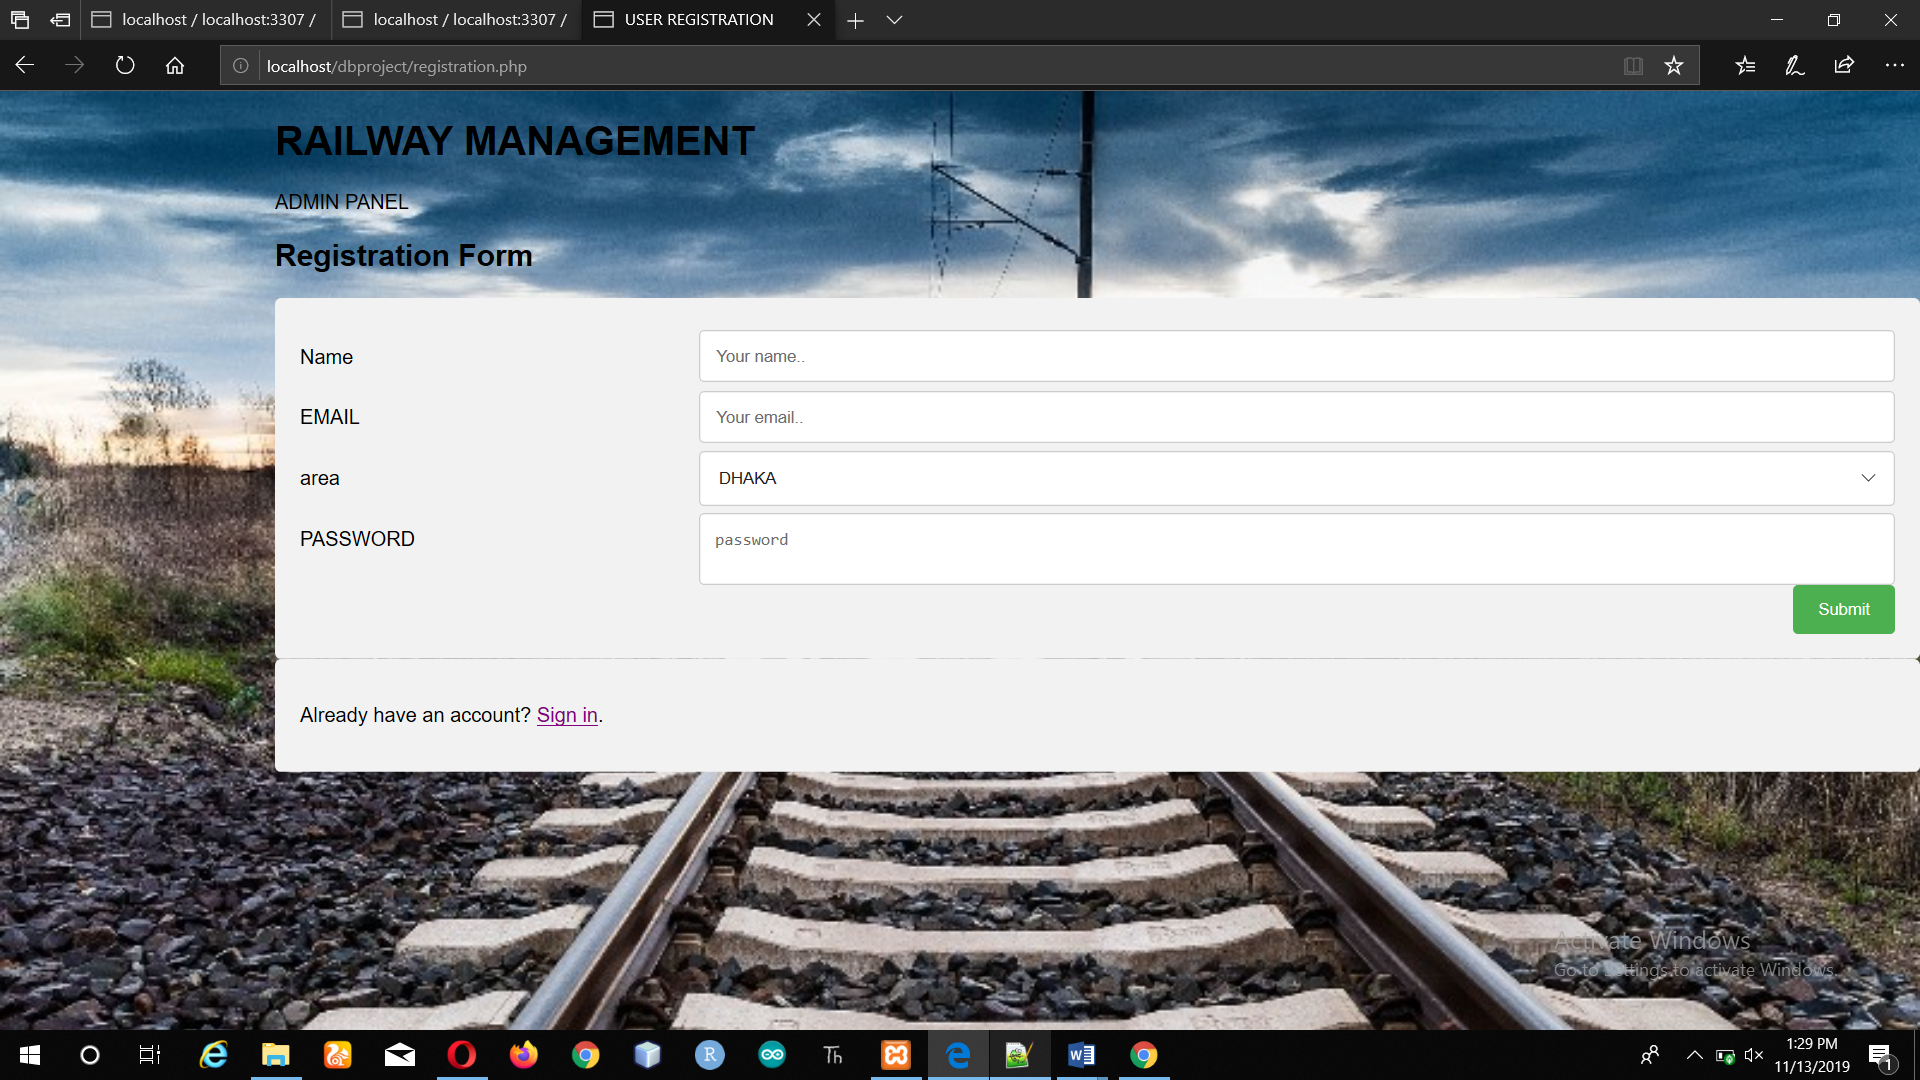 localhost / localhost:3307 /
localhost / localhost:3307 /
USER REGISTRATION
localhost/dbproject/registration.php
RAILWAY MANAGEMENT
ADMIN PANEL
Registration Form
Name
Your name..
EMAIL
Your email..
area
DHAKA
PASSWORD
password
Submit
Already have an account? Sign in.
Activate Windows
Go to Settings to activate Windows.
R
Th
1:29 PM
11/13/2019
1